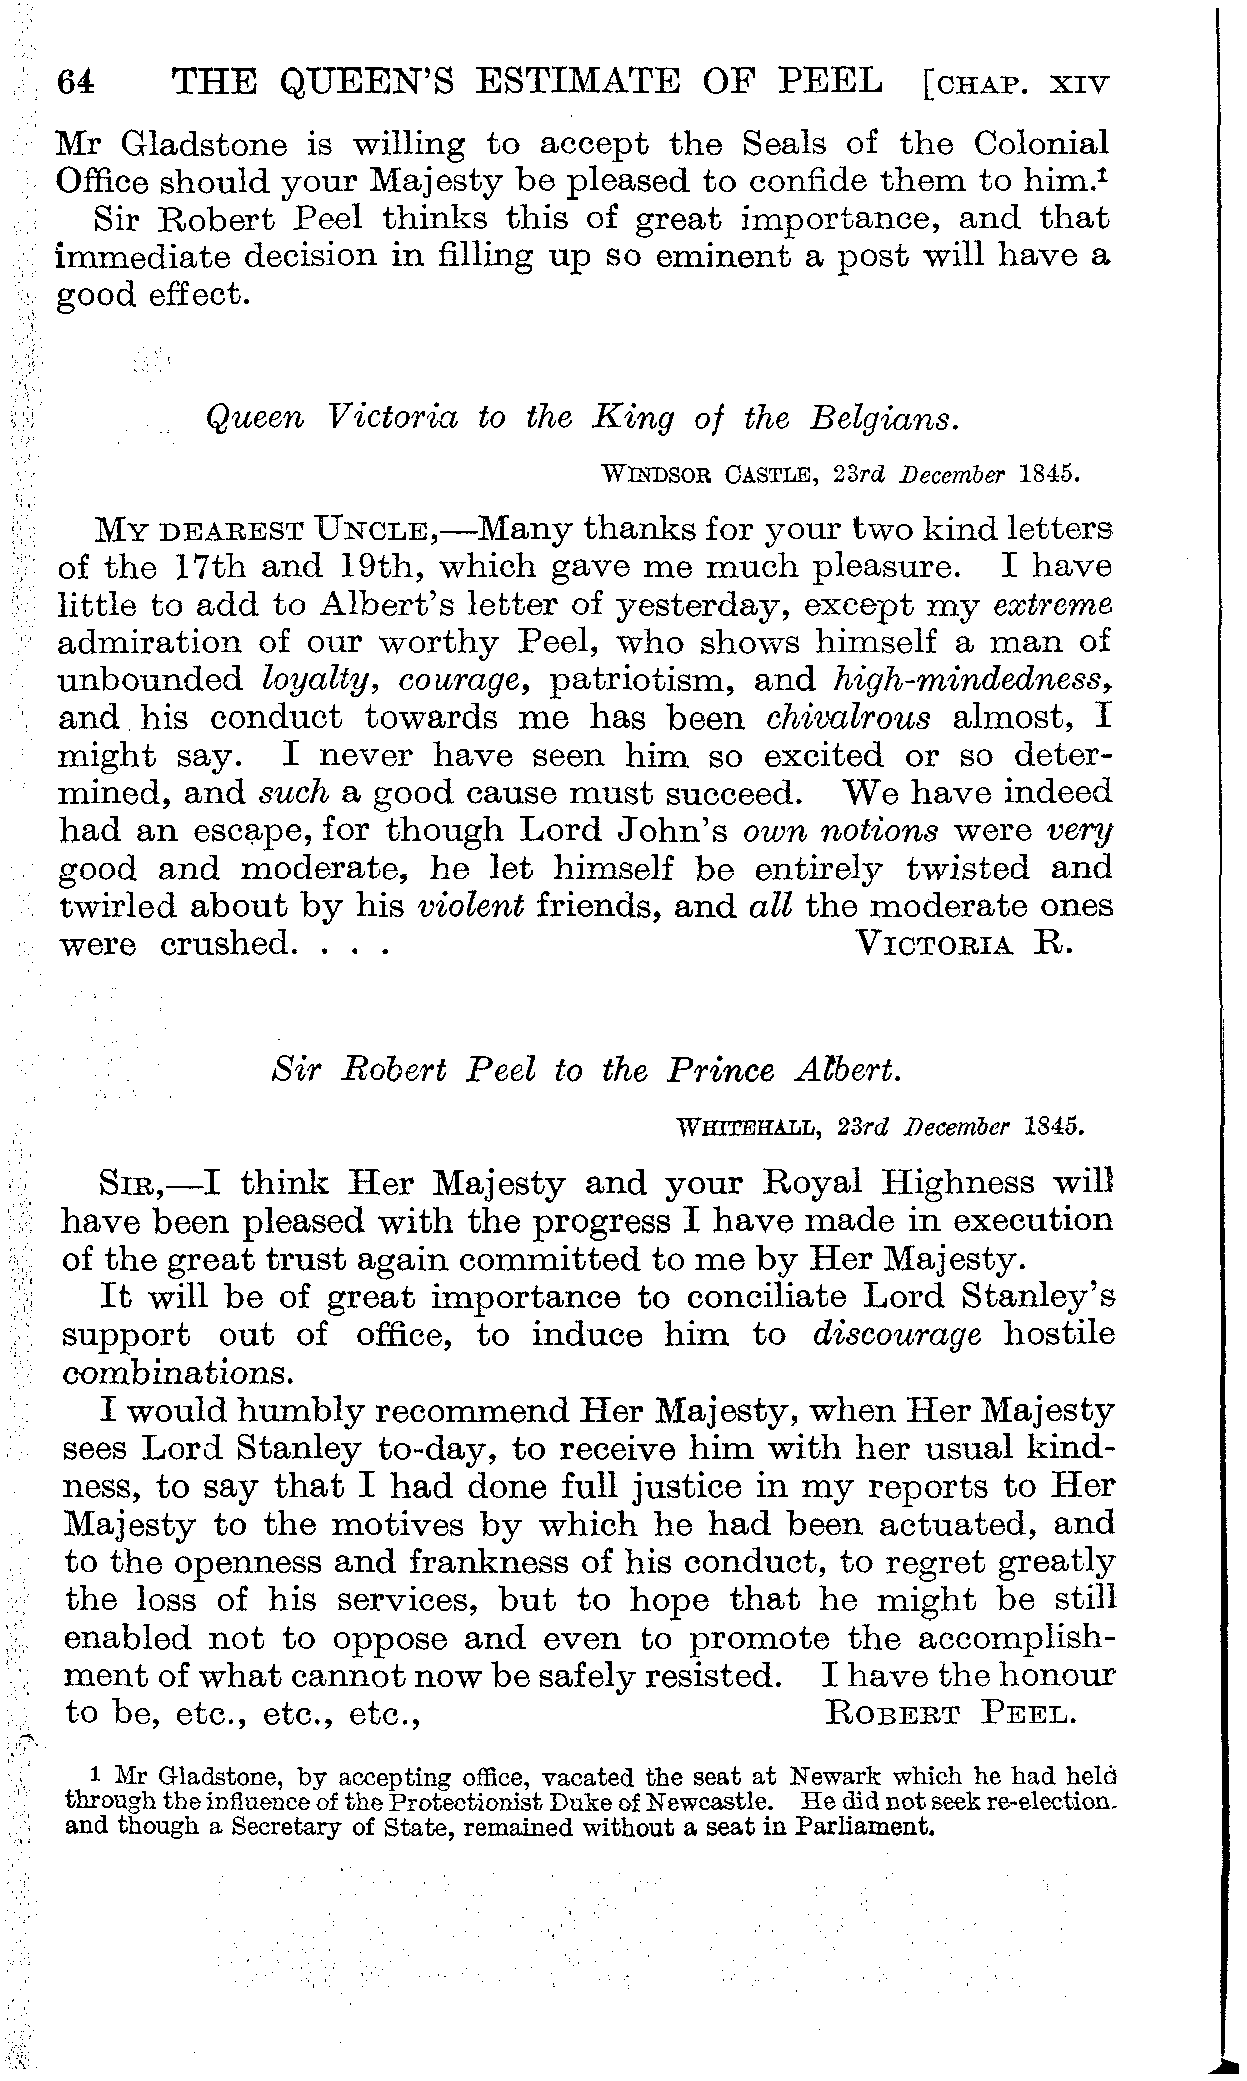 64 THE QUEEN'S ESTIMATE OF PEEL [CHAP. XIV
Mr Gladstone is willing to accept the Seals of the Colonial
Office should your Majesty be pleased to confide them to him.¹
Sir Robert Peel thinks this of great importance, and that
immediate decision in filling up so eminent a post will have a
good effect.
Queen Victoria to the King of the Belgians.
WINDSOR CASTLE, 23rd December 1845.
MY DEAREST UNCLE,—Many thanks for your two kind letters
of the 17th and 19th, which gave me much pleasure. I have
little to add to Albert's letter of yesterday, except my extreme
admiration of our worthy Peel, who shows himself a man of
unbounded loyalty, courage, patriotism, and high-mindedness,
and his conduct towards me has been chivalrous almost, I
might say. I never have seen him so excited or so deter-
mined, and such a good cause must succeed. We have indeed
had an escape, for though Lord John's own notions were very
good and moderate, he let himself be entirely twisted and
twirled about by his violent friends, and all the moderate ones
were crushed. . . . VICTORIA R.
Sir Robert Peel to the Prince Albert.
WHITEHALL, 23rd December 1845.
SIR,—I think Her Majesty and your Royal Highness will
have been pleased with the progress I have made in execution
of the great trust again committed to me by Her Majesty.
It will be of great importance to conciliate Lord Stanley's
support out of office, to induce him to discourage hostile
combinations.
I would humbly recommend Her Majesty, when Her Majesty
sees Lord Stanley to-day, to receive him with her usual kind-
ness, to say that I had done full justice in my reports to Her
Majesty to the motives by which he had been actuated, and
to the openness and frankness of his conduct, to regret greatly
the loss of his services, but to hope that he might be still
enabled not to oppose and even to promote the accomplish-
ment of what cannot now be safely resisted. I have the honour
to be, etc., etc., etc., ROBERT PEEL.
1 Mr Gladstone, by accepting office, vacated the seat at Newark which he had held
through the influence of the Protectionist Duke of Newcastle. He did not seek re-election.
and though a Secretary of State, remained without a seat in Parliament.